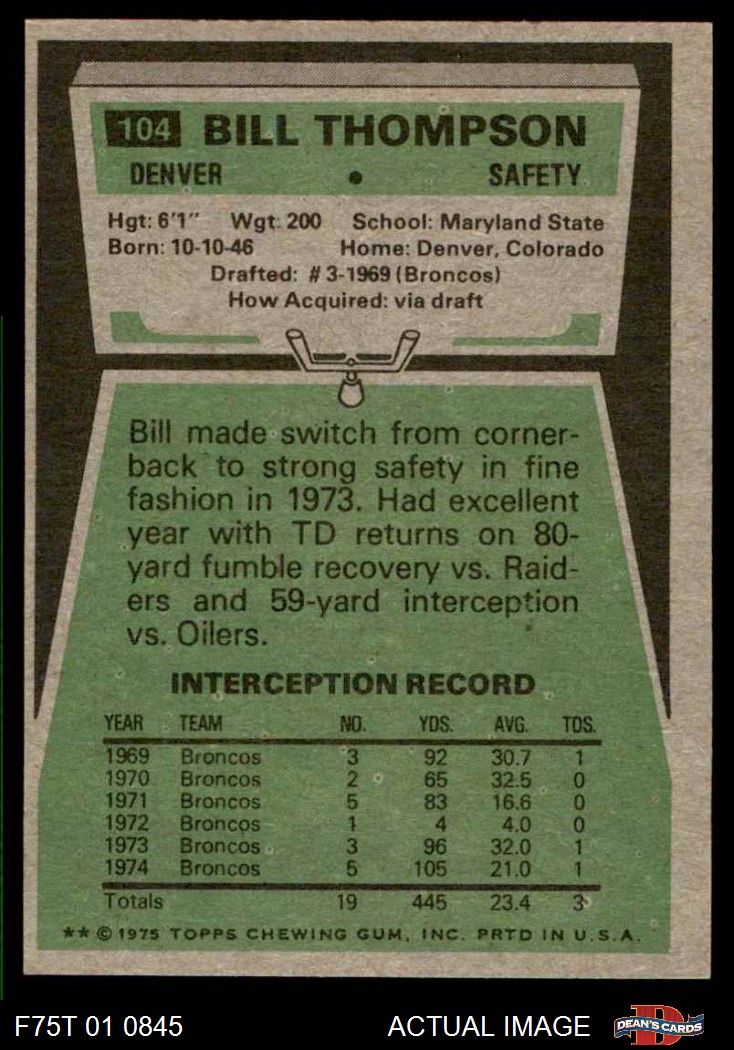 104 BILL THOMPSON
DENVER • SAFETY
Hgt: 6'1" Wgt: 200 School: Maryland State
Born: 10-10-46 Home: Denver, Colorado
Drafted: #3-1969 (Broncos)
How Acquired: via draft
Bill made switch from corner-
back to strong safety in fine
fashion in 1973. Had excellent
year with TD returns on 80-
yard fumble recovery vs. Raid-
ers and 59-yard interception
vs. Oilers.
INTERCEPTION RECORD
YEAR TEAM NO. YDS. AVG. TDS.
1969 Broncos 3 92 30.7 1
1970 Broncos 2 65 32.5 0
1971 Broncos 5 83 16.6 0
1972 Broncos 1 4 4.0 0
1973 Broncos 3 96 32.0 1
1974 Broncos 5 105 21.0 1
Totals 19 445 23.4 3
** © 1975 TOPPS CHEWING GUM, INC. PRTD IN U.S.A.
F75T 01 0845 ACTUAL IMAGE D DEAN'S CARDS